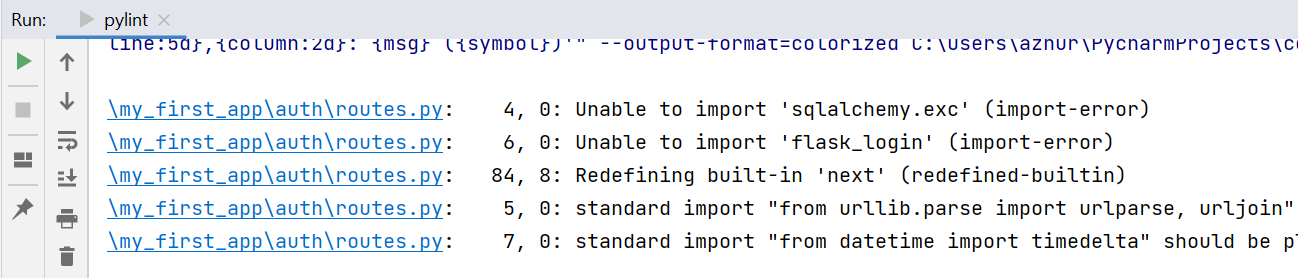 Run: pylint
line:5d},{column:2d}: {msg} ({symbol})'" --output-format=colorized C:\Users\azhur\PycharmProjects\co
\my_first_app\auth\routes.py: 4, 0: Unable to import 'sqlalchemy.exc' (import-error)
\my_first_app\auth\routes.py: 6, 0: Unable to import 'flask_login' (import-error)
\my_first_app\auth\routes.py: 84, 8: Redefining built-in 'next' (redefined-builtin)
\my_first_app\auth\routes.py: 5, 0: standard import "from urllib.parse import urlparse, urljoin"
\my_first_app\auth\routes.py: 7, 0: standard import "from datetime import timedelta" should be pl